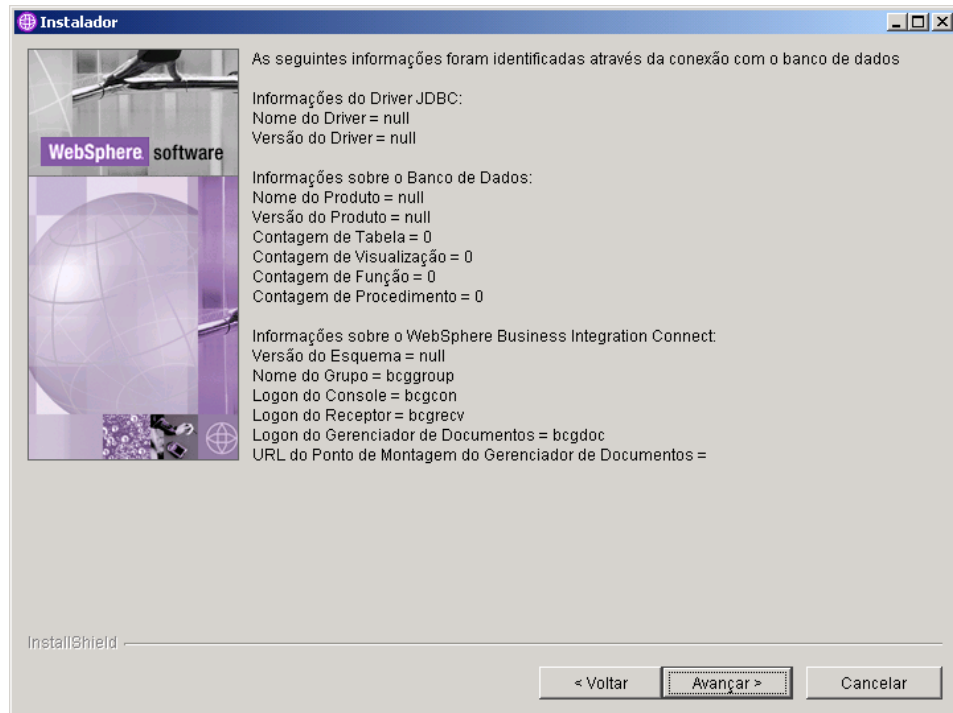 Instalador
WebSphere software
As seguintes informações foram identificadas através da conexão com o banco de dados
Informações do Driver JDBC:
Nome do Driver = null
Versão do Driver = null
Informações sobre o Banco de Dados:
Nome do Produto = null
Versão do Produto = null
Contagem de Tabela = 0
Contagem de Visualização = 0
Contagem de Função = 0
Contagem de Procedimento = 0
Informações sobre o WebSphere Business Integration Connect:
Versão do Esquema = null
Nome do Grupo = bcggroup
Logon do Console = bcgcon
Logon do Receptor = bcgrecv
Logon do Gerenciador de Documentos = bcgdoc
URL do Ponto de Montagem do Gerenciador de Documentos =
InstallShield
< Voltar
Avançar >
Cancelar